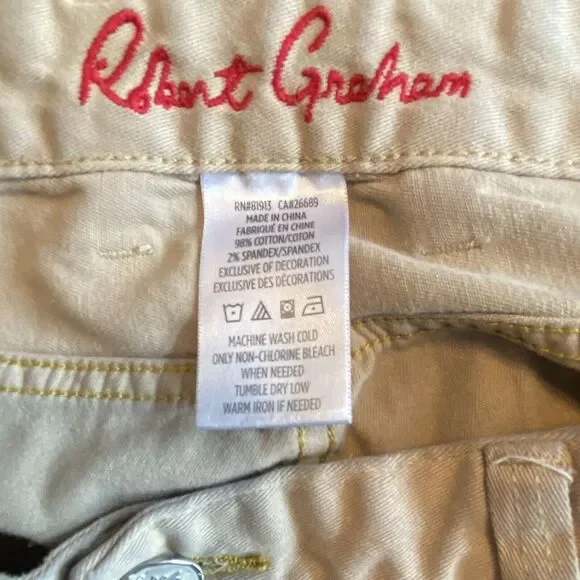 Robert Graham
RN#81913 CA#26689
MADE IN CHINA
FABRIQUÉ EN CHINE
98% COTTON/COTON
2% SPANDEX/SPANDEX
EXCLUSIVE OF DECORATION
EXCLUSIVE DES DÉCORATIONS
MACHINE WASH COLD
ONLY NON-CHLORINE BLEACH
WHEN NEEDED
TUMBLE DRY LOW
WARM IRON IF NEEDED